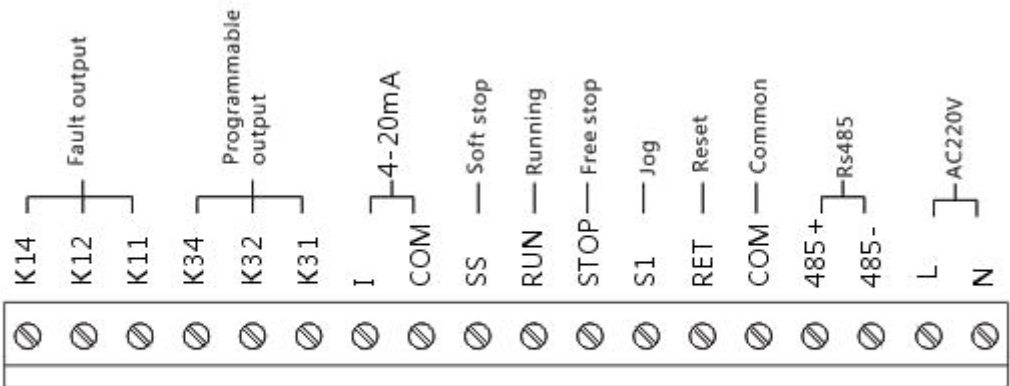 Fault output
Programmable
output
4-20mA
Soft stop
Running
Free stop
Jog
Reset
Common
Rs485
AC220V
K14
K12
K11
K34
K32
K31
I
COM
SS
RUN
STOP
S1
RET
COM
485+
485-
L
N